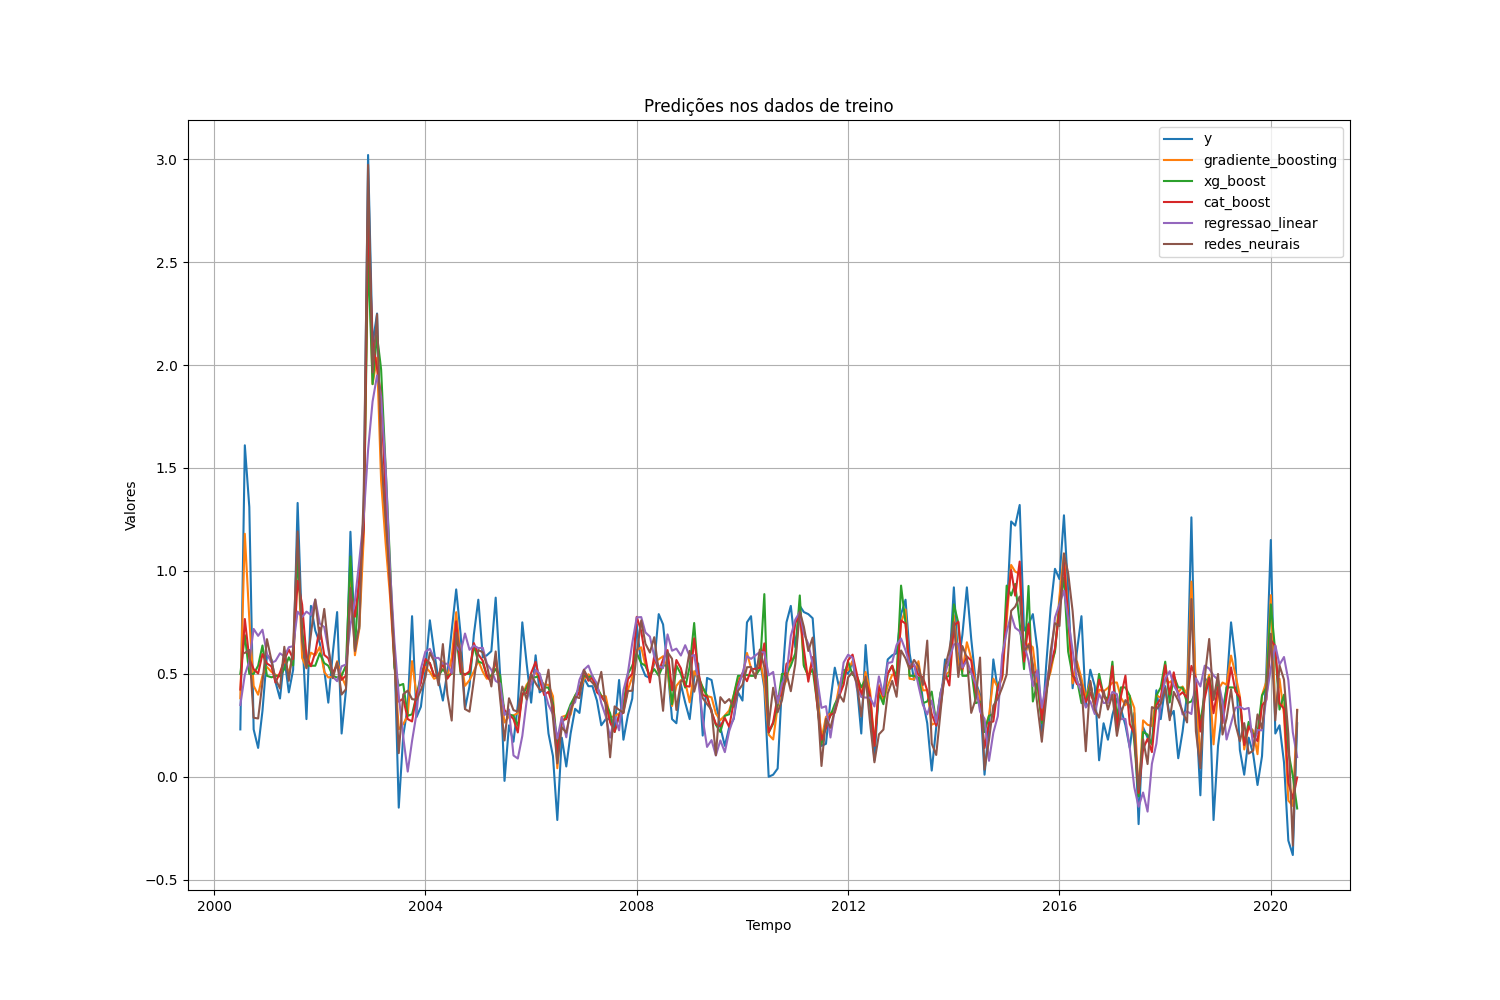 Predições nos dados de treino
y
gradiente_boosting
xg_boost
cat_boost
regressao_linear
redes_neurais
Valores
3.0
2.5
2.0
1.5
1.0
0.5
0.0
−0.5
2000 2004 2008 2012 2016 2020
Tempo